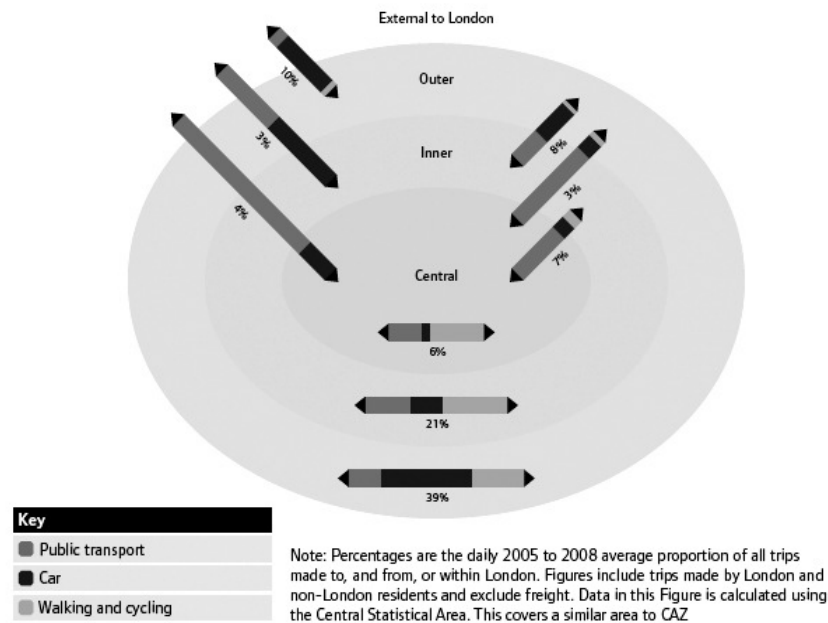 External to London
Outer
10%
Inner
3%
8%
4%
3%
Central
7%
6%
21%
39%
Key
Public transport
Car
Walking and cycling
Note: Percentages are the daily 2005 to 2008 average proportion of all trips
made to, and from, or within London. Figures include trips made by London and
non-London residents and exclude freight. Data in this Figure is calculated using
the Central Statistical Area. This covers a similar area to CAZ